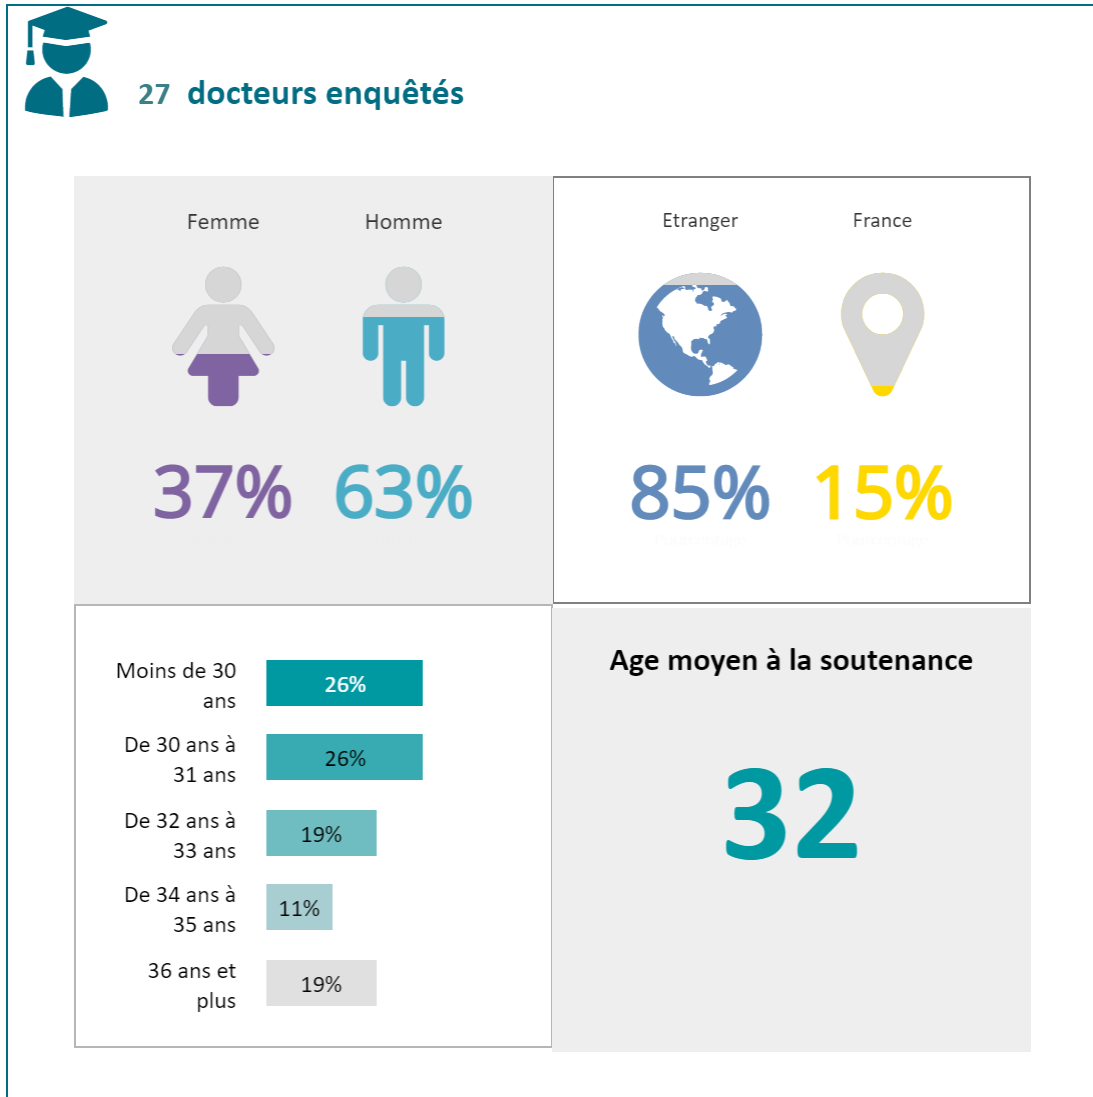 27 docteurs enquêtés
Femme Homme
37% 63%
Etranger France
85% 15%
Moins de 30
ans
26%
De 30 ans à
31 ans
26%
De 32 ans à
33 ans
19%
De 34 ans à
35 ans
11%
36 ans et
plus
19%
Age moyen à la soutenance
32